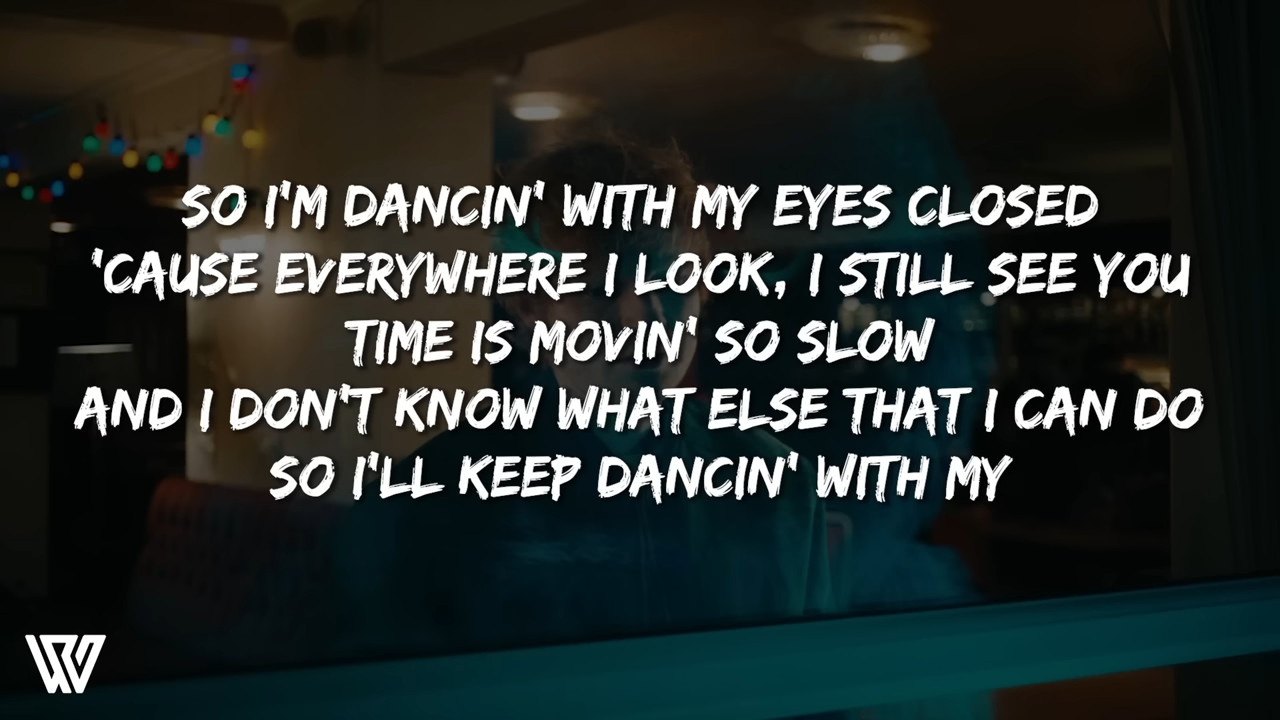 SO I'M DANCIN' WITH MY EYES CLOSED
'CAUSE EVERYWHERE I LOOK, I STILL SEE YOU
TIME IS MOVIN' SO SLOW
AND I DON'T KNOW WHAT ELSE THAT I CAN DO
SO I'LL KEEP DANCIN' WITH MY